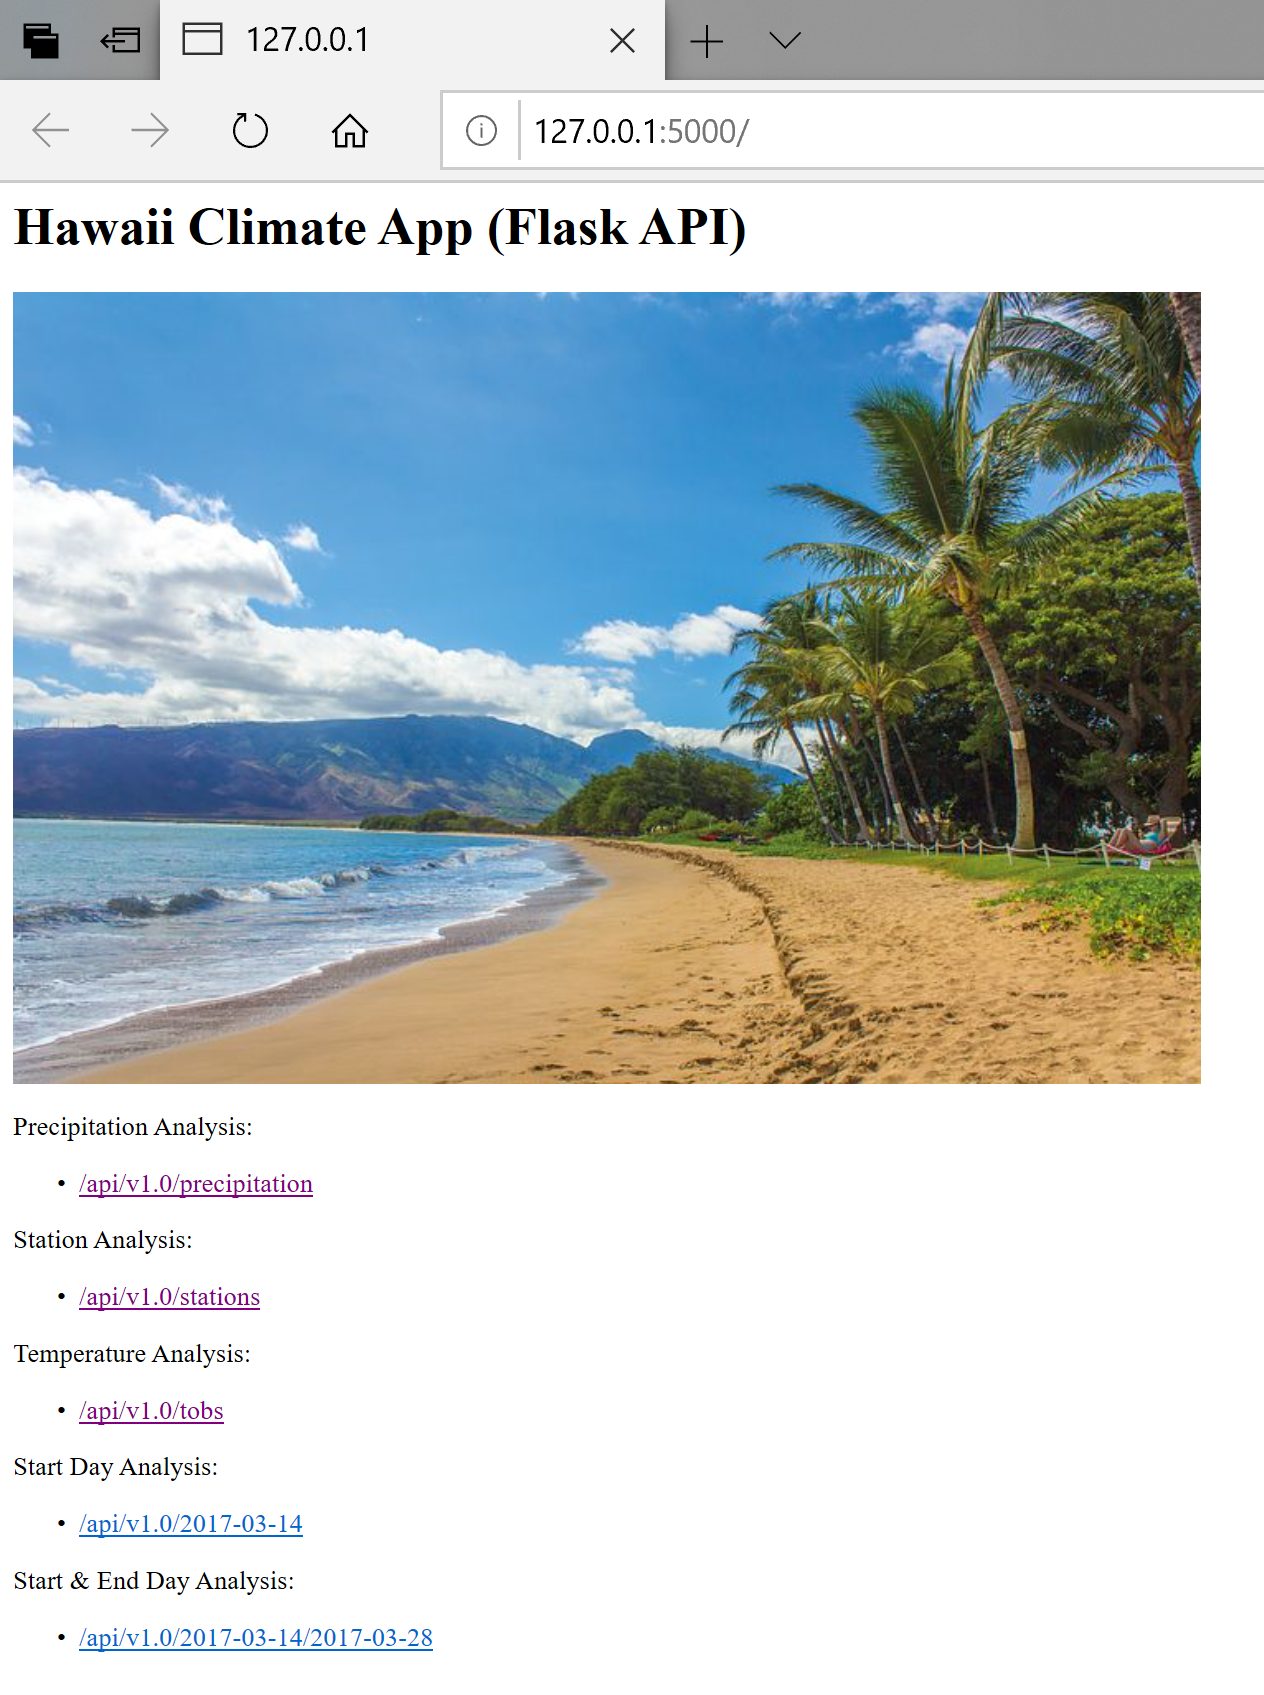 127.0.0.1
127.0.0.1:5000/
Hawaii Climate App (Flask API)
Precipitation Analysis:
• /api/v1.0/precipitation
Station Analysis:
• /api/v1.0/stations
Temperature Analysis:
• /api/v1.0/tobs
Start Day Analysis:
• /api/v1.0/2017-03-14
Start & End Day Analysis:
• /api/v1.0/2017-03-14/2017-03-28